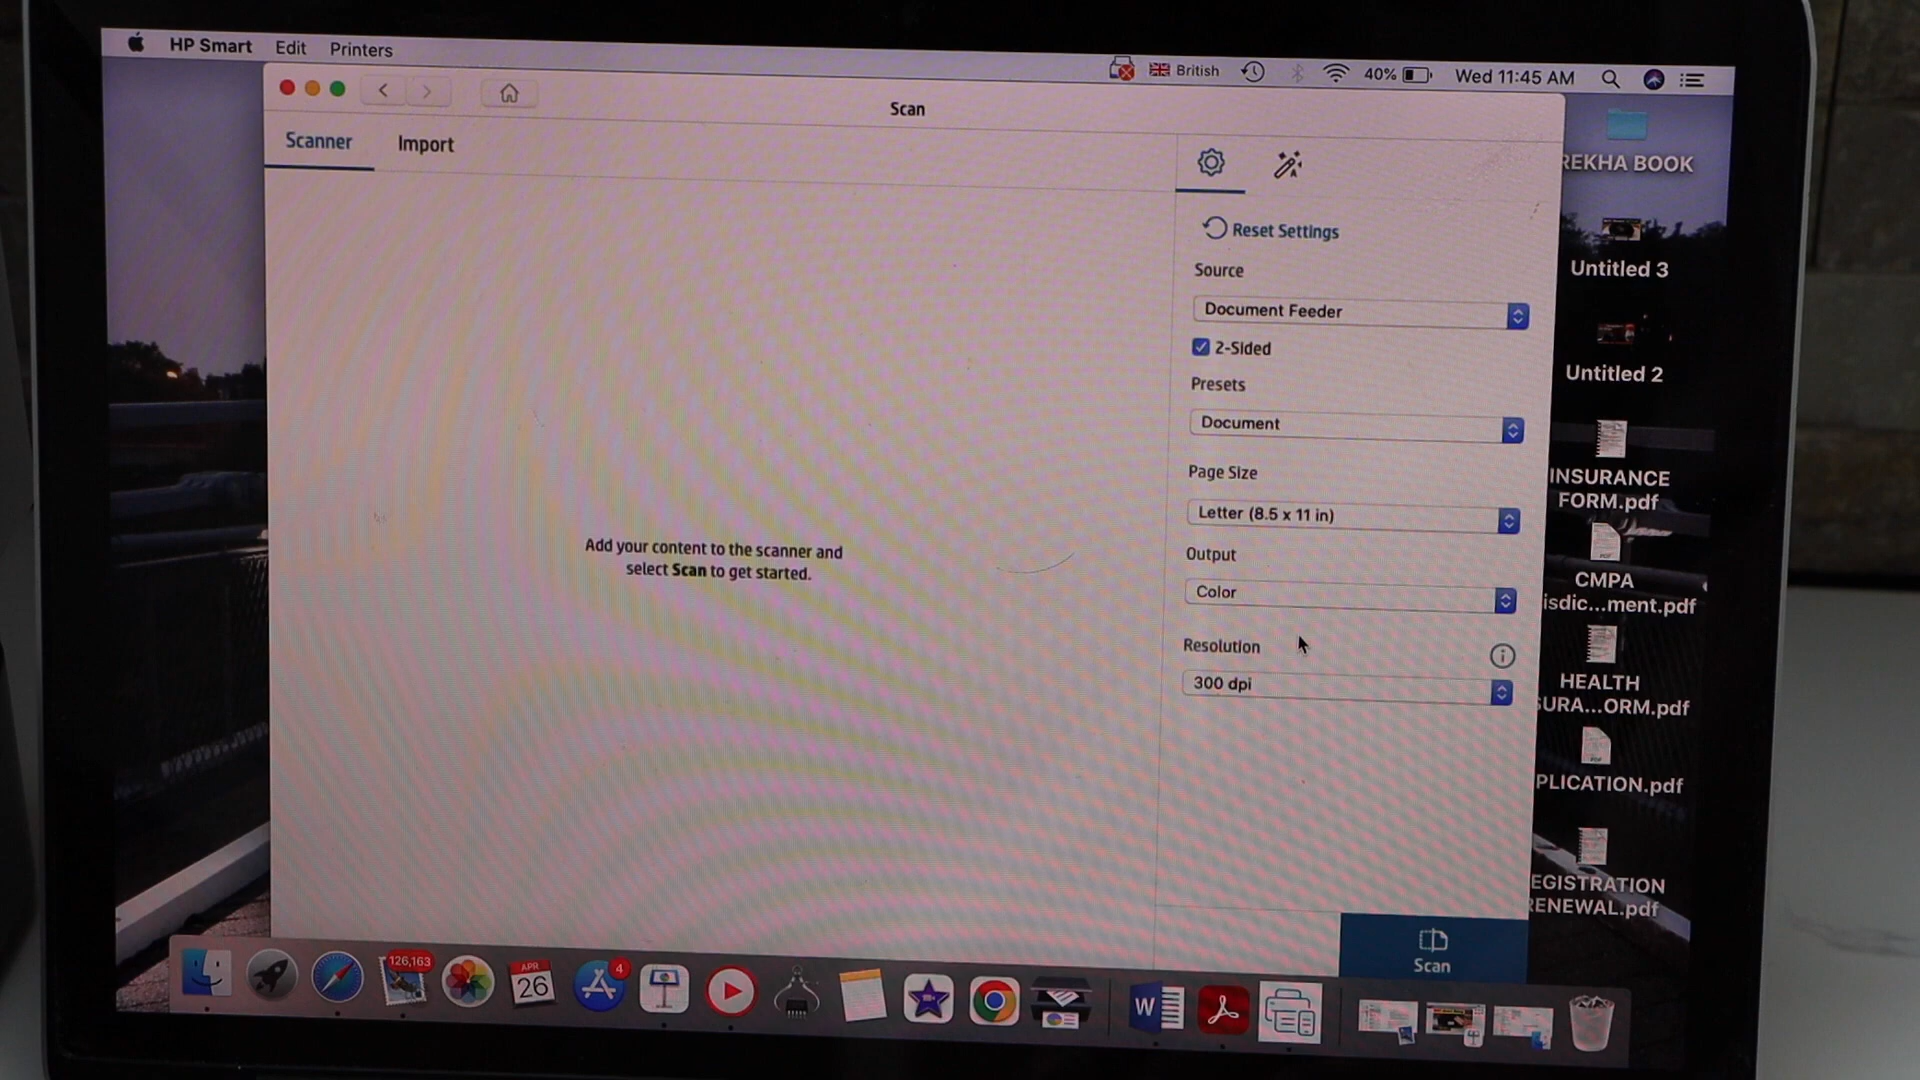 HP Smart Edit Printers
British 40% Wed 11:45 AM
Scan
Scanner Import
Reset Settings
Source
Document Feeder
2-Sided
Presets
Document
Page Size
Letter (8.5 x 11 in)
Output
Color
Resolution
300 dpi
Add your content to the scanner and
select Scan to get started.
Scan
REKHA BOOK
Untitled 3
Untitled 2
INSURANCE
FORM.pdf
CMPA
isdic...ment.pdf
HEALTH
SURA...ORM.pdf
PLICATION.pdf
EGISTRATION
RENEWAL.pdf
126,163
APR
26
4
W